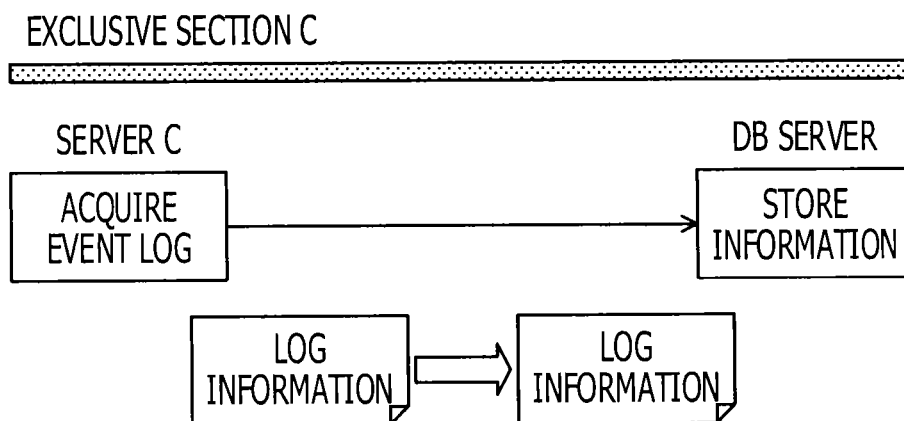 EXCLUSIVE SECTION C
SERVER C
DB SERVER
ACQUIRE
EVENT LOG
STORE
INFORMATION
LOG
INFORMATION
LOG
INFORMATION